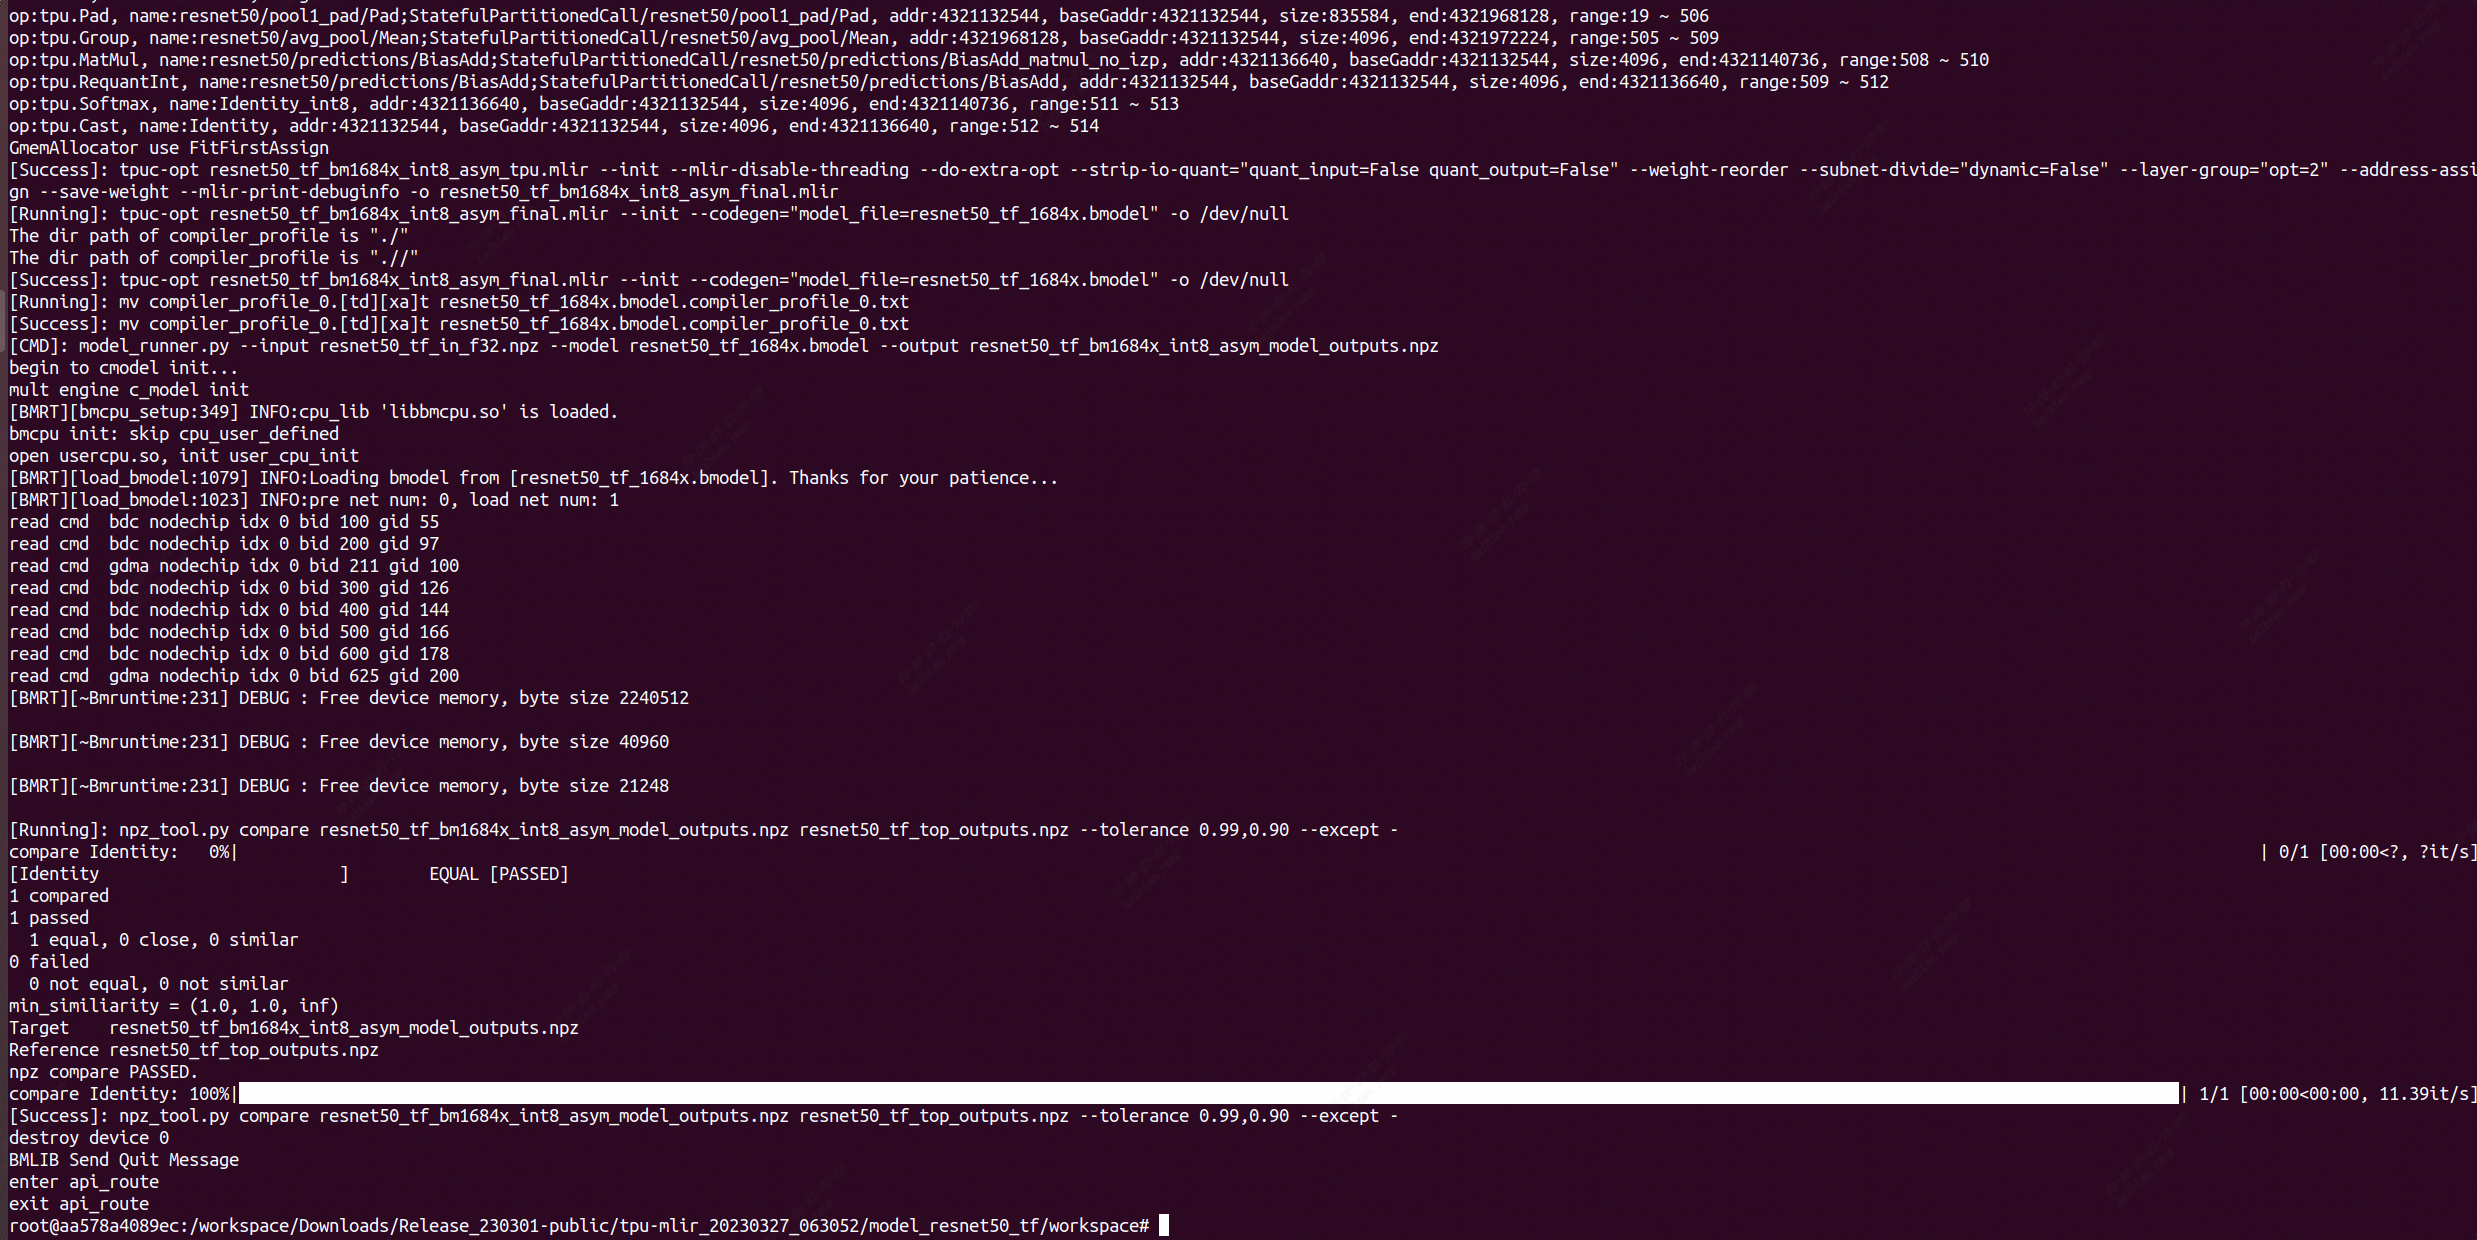 op:tpu.Pad, name:resnet50/pool1_pad/Pad;StatefulPartitionedCall/resnet50/pool1_pad/Pad, addr:4321132544, baseGaddr:4321132544, size:835584, end:4321968128, range:19 ~ 506
op:tpu.Group, name:resnet50/avg_pool/Mean;StatefulPartitionedCall/resnet50/avg_pool/Mean, addr:4321968128, baseGaddr:4321132544, size:4096, end:4321972224, range:505 ~ 509
op:tpu.MatMul, name:resnet50/predictions/BiasAdd;StatefulPartitionedCall/resnet50/predictions/BiasAdd_matmul_no_izp, addr:4321136640, baseGaddr:4321132544, size:4096, end:4321140736, range:508 ~ 510
op:tpu.RequantInt, name:resnet50/predictions/BiasAdd;StatefulPartitionedCall/resnet50/predictions/BiasAdd, addr:4321132544, baseGaddr:4321132544, size:4096, end:4321136640, range:509 ~ 512
op:tpu.Softmax, name:Identity_int8, addr:4321136640, baseGaddr:4321132544, size:4096, end:4321140736, range:511 ~ 513
op:tpu.Cast, name:Identity, addr:4321132544, baseGaddr:4321132544, size:4096, end:4321136640, range:512 ~ 514
GmemAllocator use FitFirstAssign
[Success]: tpuc-opt resnet50_tf_bm1684x_int8_asym_tpu.mlir --init --mlir-disable-threading --do-extra-opt --strip-io-quant="quant_input=False quant_output=False" --weight-reorder --subnet-divide="dynamic=False" --layer-group="opt=2" --address-assi
gn --save-weight --mlir-print-debuginfo -o resnet50_tf_bm1684x_int8_asym_final.mlir
[Running]: tpuc-opt resnet50_tf_bm1684x_int8_asym_final.mlir --init --codegen="model_file=resnet50_tf_1684x.bmodel" -o /dev/null
The dir path of compiler_profile is "./"
The dir path of compiler_profile is ".//"
[Success]: tpuc-opt resnet50_tf_bm1684x_int8_asym_final.mlir --init --codegen="model_file=resnet50_tf_1684x.bmodel" -o /dev/null
[Running]: mv compiler_profile_0.[td][xa]t resnet50_tf_1684x.bmodel.compiler_profile_0.txt
[Success]: mv compiler_profile_0.[td][xa]t resnet50_tf_1684x.bmodel.compiler_profile_0.txt
[CMD]: model_runner.py --input resnet50_tf_in_f32.npz --model resnet50_tf_1684x.bmodel --output resnet50_tf_bm1684x_int8_asym_model_outputs.npz
begin to cmodel init...
mult engine c_model init
[BMRT][bmcpu_setup:349] INFO:cpu_lib 'libbmcpu.so' is loaded.
bmcpu init: skip cpu_user_defined
open usercpu.so, init user_cpu_init
[BMRT][load_bmodel:1079] INFO:Loading bmodel from [resnet50_tf_1684x.bmodel]. Thanks for your patience...
[BMRT][load_bmodel:1023] INFO:pre net num: 0, load net num: 1
read cmd  bdc nodechip idx 0 bid 100 gid 55
read cmd  bdc nodechip idx 0 bid 200 gid 97
read cmd  gdma nodechip idx 0 bid 211 gid 100
read cmd  bdc nodechip idx 0 bid 300 gid 126
read cmd  bdc nodechip idx 0 bid 400 gid 144
read cmd  bdc nodechip idx 0 bid 500 gid 166
read cmd  bdc nodechip idx 0 bid 600 gid 178
read cmd  gdma nodechip idx 0 bid 625 gid 200
[BMRT][~Bmruntime:231] DEBUG : Free device memory, byte size 2240512
[BMRT][~Bmruntime:231] DEBUG : Free device memory, byte size 40960
[BMRT][~Bmruntime:231] DEBUG : Free device memory, byte size 21248
[Running]: npz_tool.py compare resnet50_tf_bm1684x_int8_asym_model_outputs.npz resnet50_tf_top_outputs.npz --tolerance 0.99,0.90 --except -
compare Identity:   0%| | 0/1 [00:00<?, ?it/s]
[Identity                        ]        EQUAL [PASSED]
1 compared
1 passed
  1 equal, 0 close, 0 similar
0 failed
  0 not equal, 0 not similar
min_similiarity = (1.0, 1.0, inf)
Target    resnet50_tf_bm1684x_int8_asym_model_outputs.npz
Reference resnet50_tf_top_outputs.npz
npz compare PASSED.
compare Identity: 100%| | 1/1 [00:00<00:00, 11.39it/s]
[Success]: npz_tool.py compare resnet50_tf_bm1684x_int8_asym_model_outputs.npz resnet50_tf_top_outputs.npz --tolerance 0.99,0.90 --except -
destroy device 0
BMLIB Send Quit Message
enter api_route
exit api_route
root@aa578a4089ec:/workspace/Downloads/Release_230301-public/tpu-mlir_20230327_063052/model_resnet50_tf/workspace#